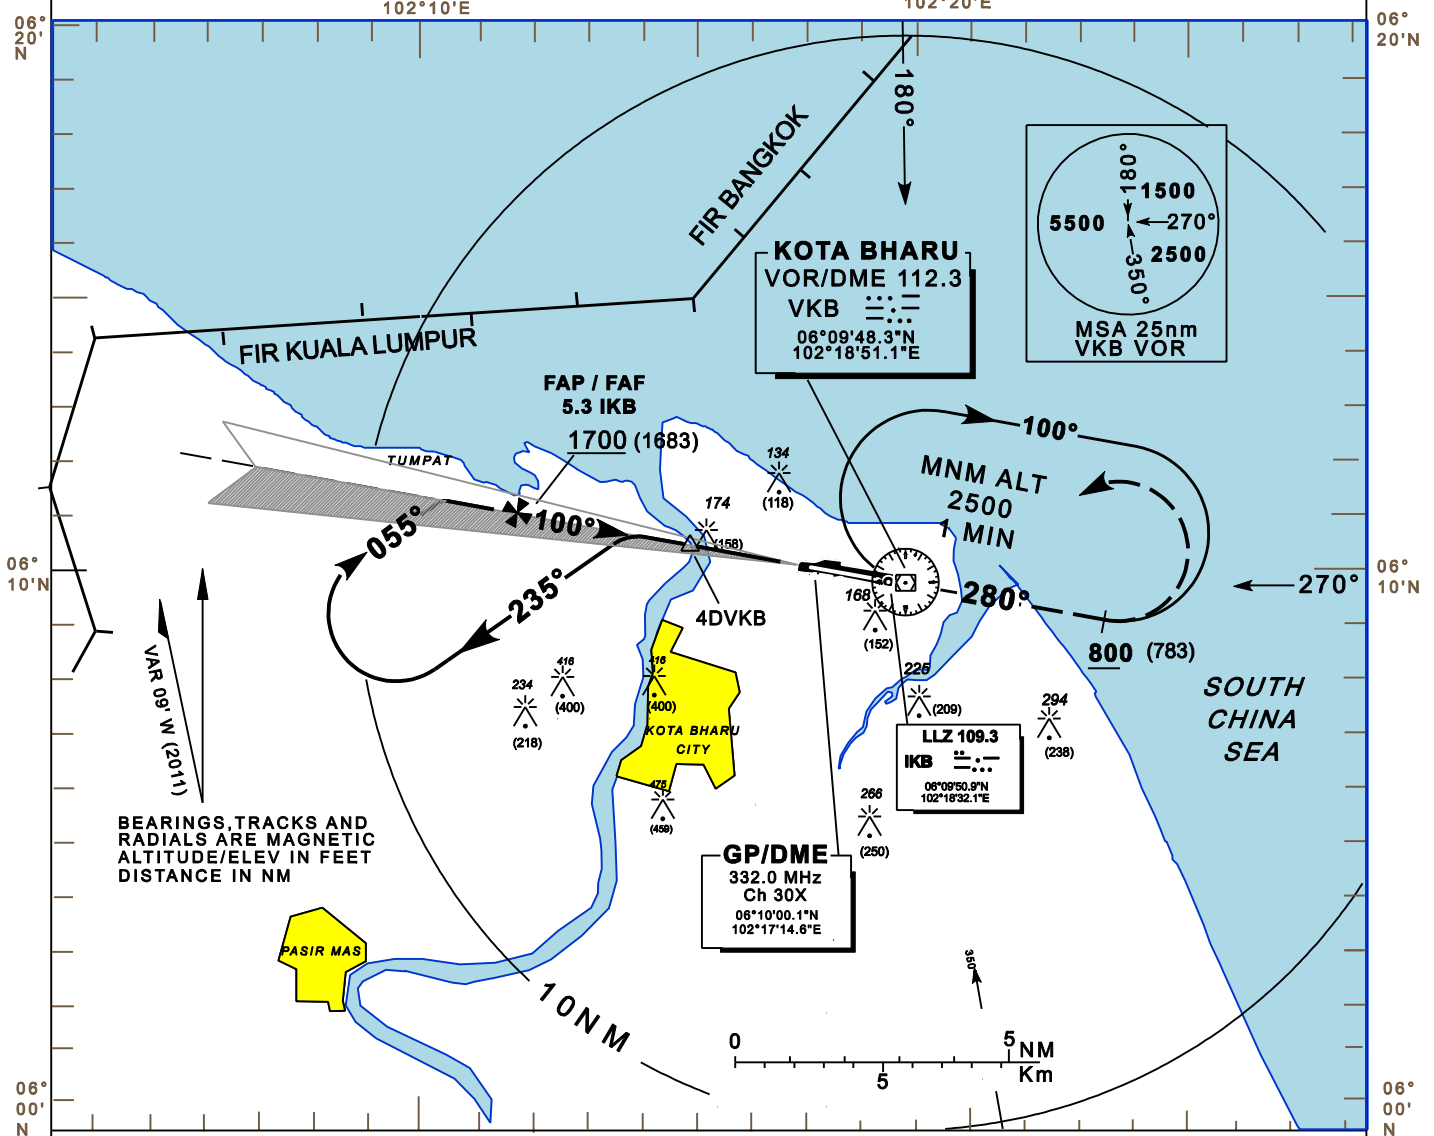 102°10'E
102°20'E
06°
20'
N
06°
20'N
180°
FIR BANGKOK
FIR KUALA LUMPUR
KOTA BHARU
VOR/DME 112.3
VKB
06°09'48.3"N
102°18'51.1"E
180°
1500
5500
270°
2500
350°
MSA 25nm
VKB VOR
FAP / FAF
5.3 IKB
1700 (1683)
TUMPAT
134
(118)
174
(158)
100°
MNM ALT
2500
1 MIN
055°
100°
235°
4DVKB
168
(152)
280°
800 (783)
270°
06°
10'N
06°
10'N
VAR 09' W (2011)
416
(400)
234
(218)
416
(400)
KOTA BHARU
CITY
475
(459)
225
(209)
294
(238)
266
(250)
LLZ 109.3
IKB
06°09'50.9"N
102°18'32.1"E
SOUTH
CHINA
SEA
BEARINGS,TRACKS AND
RADIALS ARE MAGNETIC
ALTITUDE/ELEV IN FEET
DISTANCE IN NM
GP/DME
332.0 MHz
Ch 30X
06°10'00.1"N
102°17'14.6"E
PASIR MAS
10NM
350°
0
5
NM
Km
5
06°
00'
N
06°
00'
N